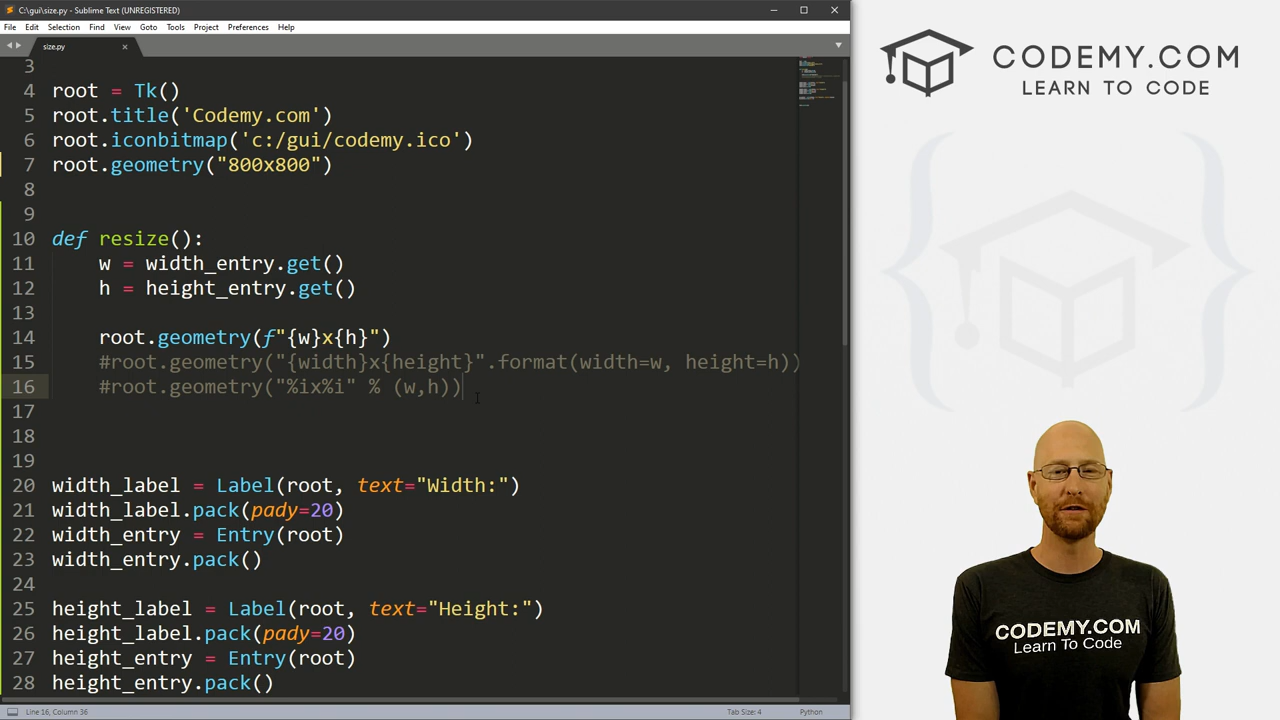 C:\gui\size.py - Sublime Text (UNREGISTERED)
File Edit Selection Find View Goto Tools Project Preferences Help
size.py
3
4 root = Tk()
5 root.title('Codemy.com')
6 root.iconbitmap('c:/gui/codemy.ico')
7 root.geometry("800x800")
8
9
10 def resize():
11 w = width_entry.get()
12 h = height_entry.get()
13
14 root.geometry(f"{w}x{h}")
15 #root.geometry("{width}x{height}".format(width=w, height=h))
16 #root.geometry("%ix%i" % (w,h))
17
18
19
20 width_label = Label(root, text="Width:")
21 width_label.pack(pady=20)
22 width_entry = Entry(root)
23 width_entry.pack()
24
25 height_label = Label(root, text="Height:")
26 height_label.pack(pady=20)
27 height_entry = Entry(root)
28 height_entry.pack()
Line 16, Column 36
Tab Size: 4
Python
CODEMY.COM
LEARN TO CODE
CODEMY.COM
Learn To Code